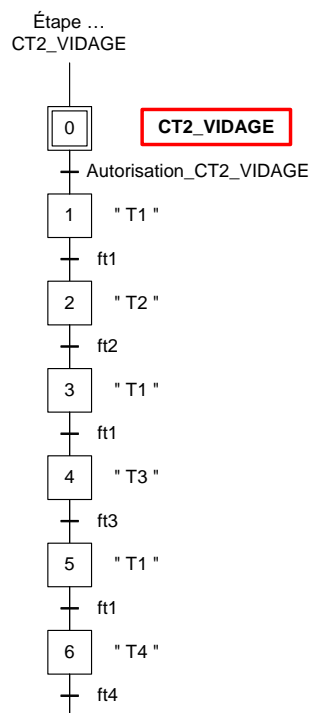 Étape ...
CT2_VIDAGE
0
CT2_VIDAGE
Autorisation_CT2_VIDAGE
1 " T1 "
ft1
2 " T2 "
ft2
3 " T1 "
ft1
4 " T3 "
ft3
5 " T1 "
ft1
6 " T4 "
ft4